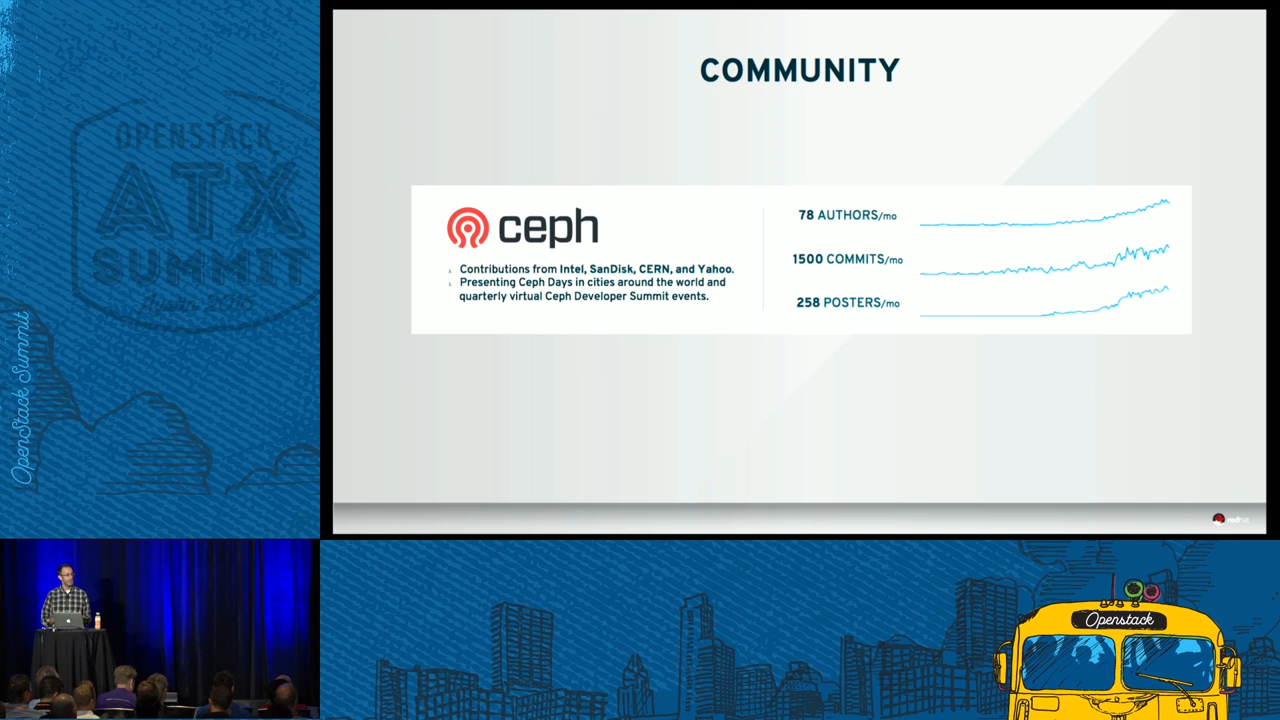 OPENSTACK
ATX
SUMMIT
OpenStack Summit
COMMUNITY
ceph
Contributions from Intel, SanDisk, CERN, and Yahoo.
Presenting Ceph Days in cities around the world and
quarterly virtual Ceph Developer Summit events.
78 AUTHORS/mo
1500 COMMITS/mo
258 POSTERS/mo
redhat
Openstack